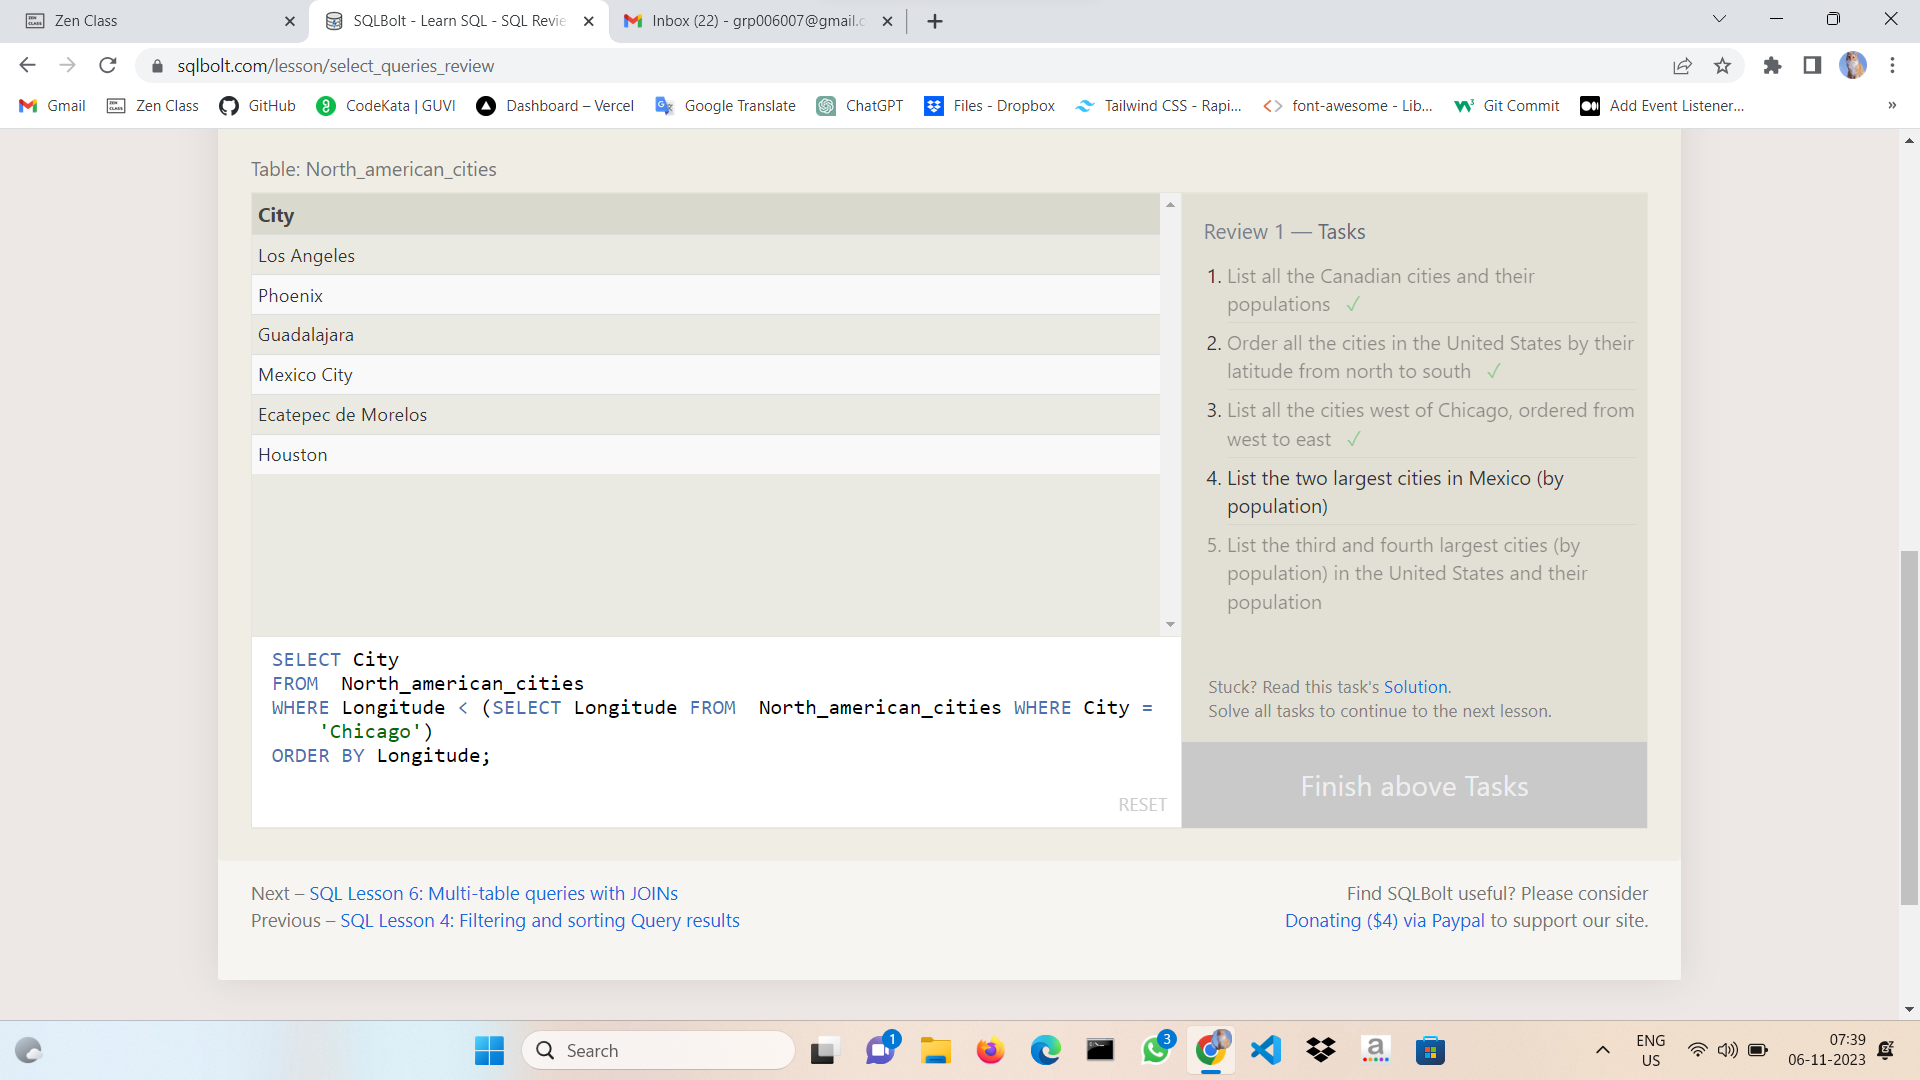 Zen Class
SQLBolt - Learn SQL - SQL Revie
Inbox (22) - grp006007@gmail.c
sqlbolt.com/lesson/select_queries_review
Gmail
Zen Class
GitHub
CodeKata | GUVI
Dashboard – Vercel
Google Translate
ChatGPT
Files - Dropbox
Tailwind CSS - Rapi...
font-awesome - Lib...
Git Commit
Add Event Listener...
»
Table: North_american_cities
City
Los Angeles
Phoenix
Guadalajara
Mexico City
Ecatepec de Morelos
Houston
Review 1 — Tasks
1. List all the Canadian cities and their
populations ✓
2. Order all the cities in the United States by their
latitude from north to south ✓
3. List all the cities west of Chicago, ordered from
west to east ✓
4. List the two largest cities in Mexico (by
population)
5. List the third and fourth largest cities (by
population) in the United States and their
population
SELECT City
FROM  North_american_cities
WHERE Longitude < (SELECT Longitude FROM  North_american_cities WHERE City =
'Chicago')
ORDER BY Longitude;
RESET
Stuck? Read this task's Solution.
Solve all tasks to continue to the next lesson.
Finish above Tasks
Next – SQL Lesson 6: Multi-table queries with JOINs
Previous – SQL Lesson 4: Filtering and sorting Query results
Find SQLBolt useful? Please consider
Donating ($4) via Paypal to support our site.
Search
1
3
ENG
US
07:39
06-11-2023